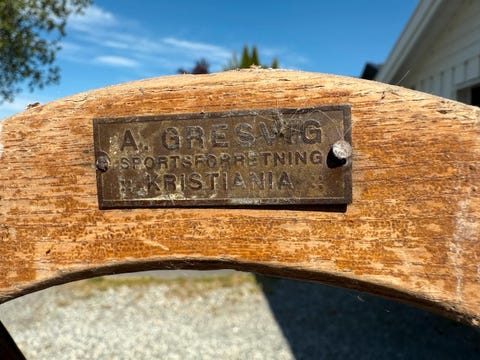 A. GRESVIG
SPORTSFORRETNING
KRISTIANIA